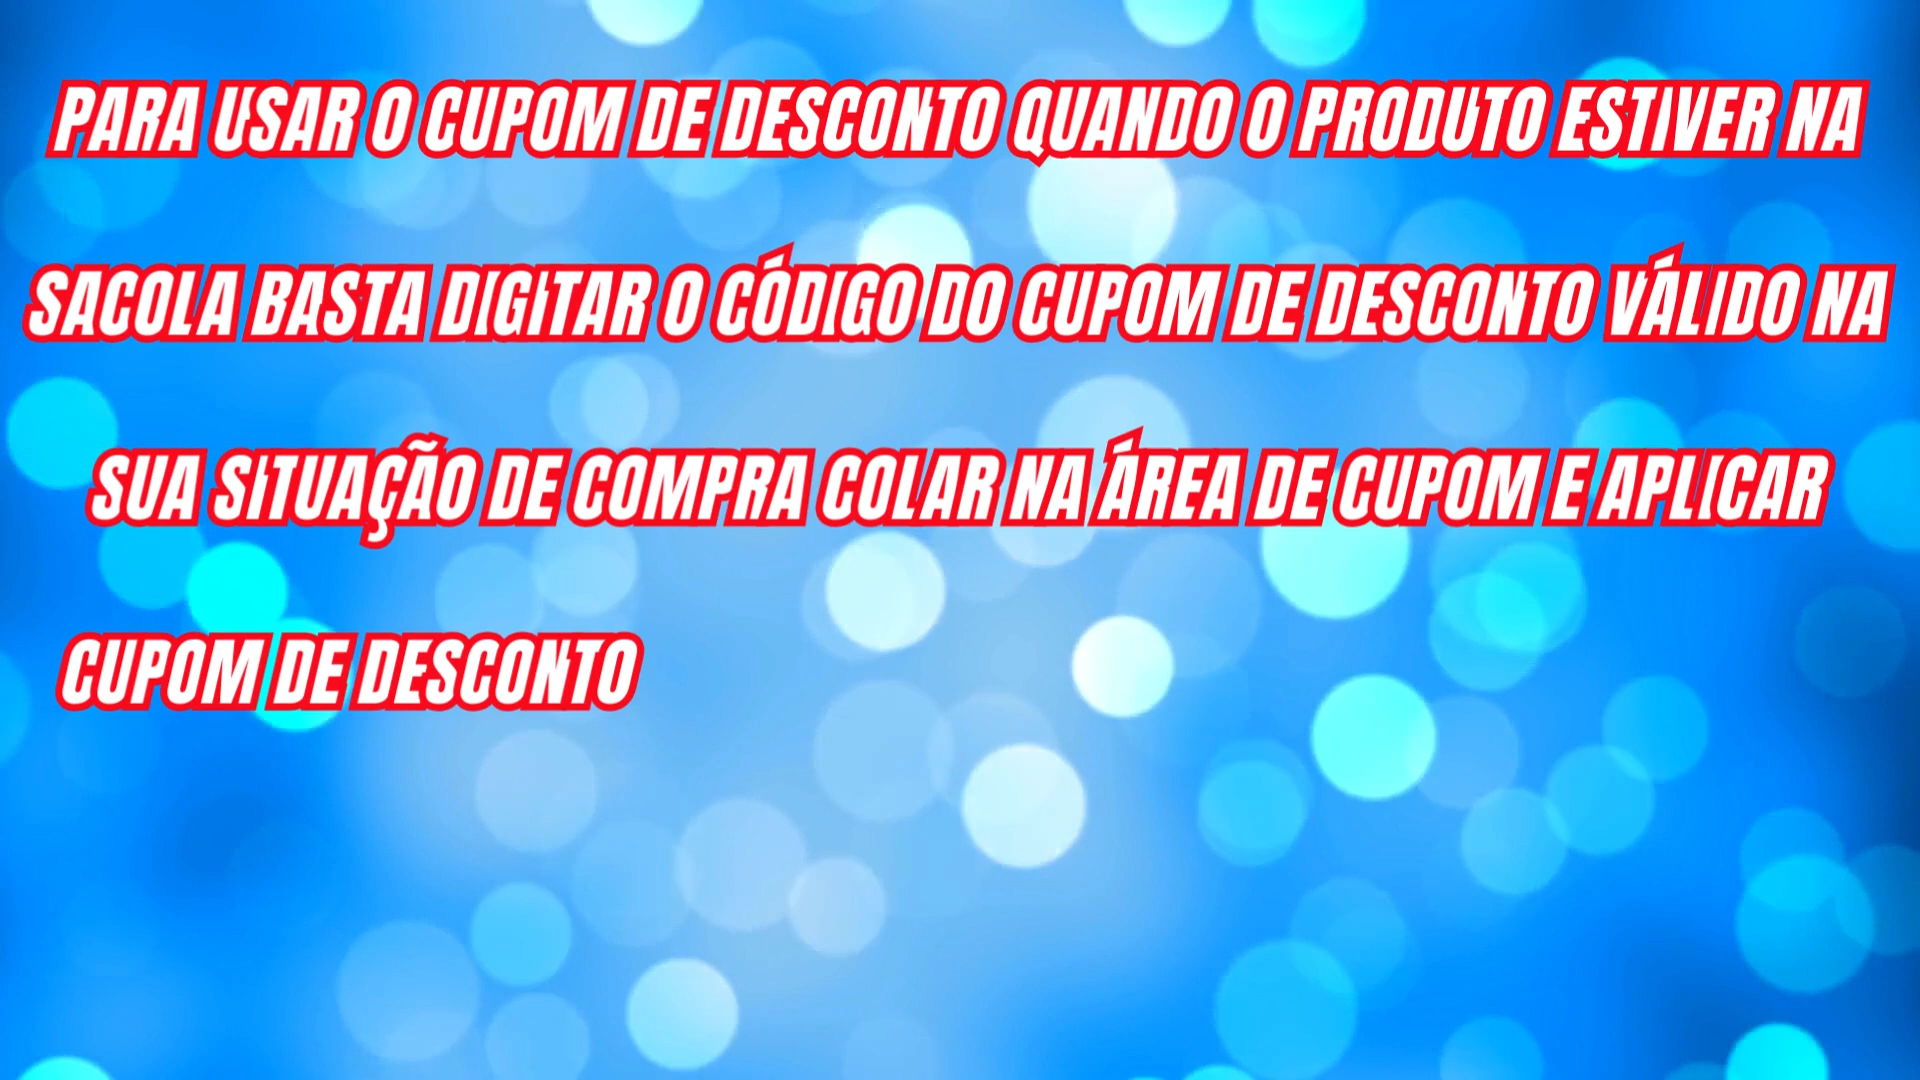 PARA USAR O CUPOM DE DESCONTO QUANDO O PRODUTO ESTIVER NA
SACOLA BASTA DIGITAR O CÓDIGO DO CUPOM DE DESCONTO VÁLIDO NA
SUA SITUAÇÃO DE COMPRA COLAR NA ÁREA DE CUPOM E APLICAR
CUPOM DE DESCONTO